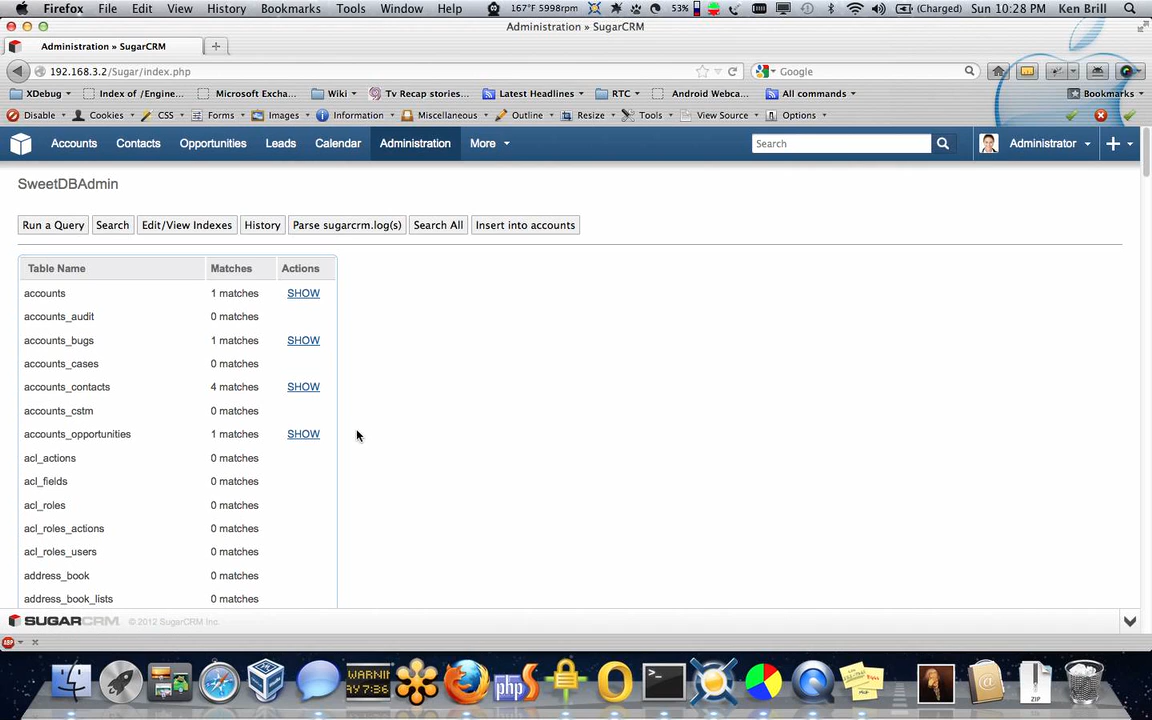 Firefox File Edit View History Bookmarks Tools Window Help 167°F 5998rpm 53% (Charged) Sun 10:28 PM Ken Brill
Administration » SugarCRM
Administration » SugarCRM
192.168.3.2/Sugar/index.php Google
XDebug Index of /Engine... Microsoft Excha... Wiki Tv Recap stories... Latest Headlines RTC Android Webca... All commands Bookmarks
Disable Cookies CSS Forms Images Information Miscellaneous Outline Resize Tools View Source Options
Accounts Contacts Opportunities Leads Calendar Administration More Search Administrator
SweetDBAdmin
Run a Query Search Edit/View Indexes History Parse sugarcrm.log(s) Search All Insert into accounts
Table Name Matches Actions
accounts 1 matches SHOW
accounts_audit 0 matches
accounts_bugs 1 matches SHOW
accounts_cases 0 matches
accounts_contacts 4 matches SHOW
accounts_cstm 0 matches
accounts_opportunities 1 matches SHOW
acl_actions 0 matches
acl_fields 0 matches
acl_roles 0 matches
acl_roles_actions 0 matches
acl_roles_users 0 matches
address_book 0 matches
address_book_lists 0 matches
SUGARCRM © 2012 SugarCRM Inc.
ABP
WARNIN
AY 7:36
php
ZIP